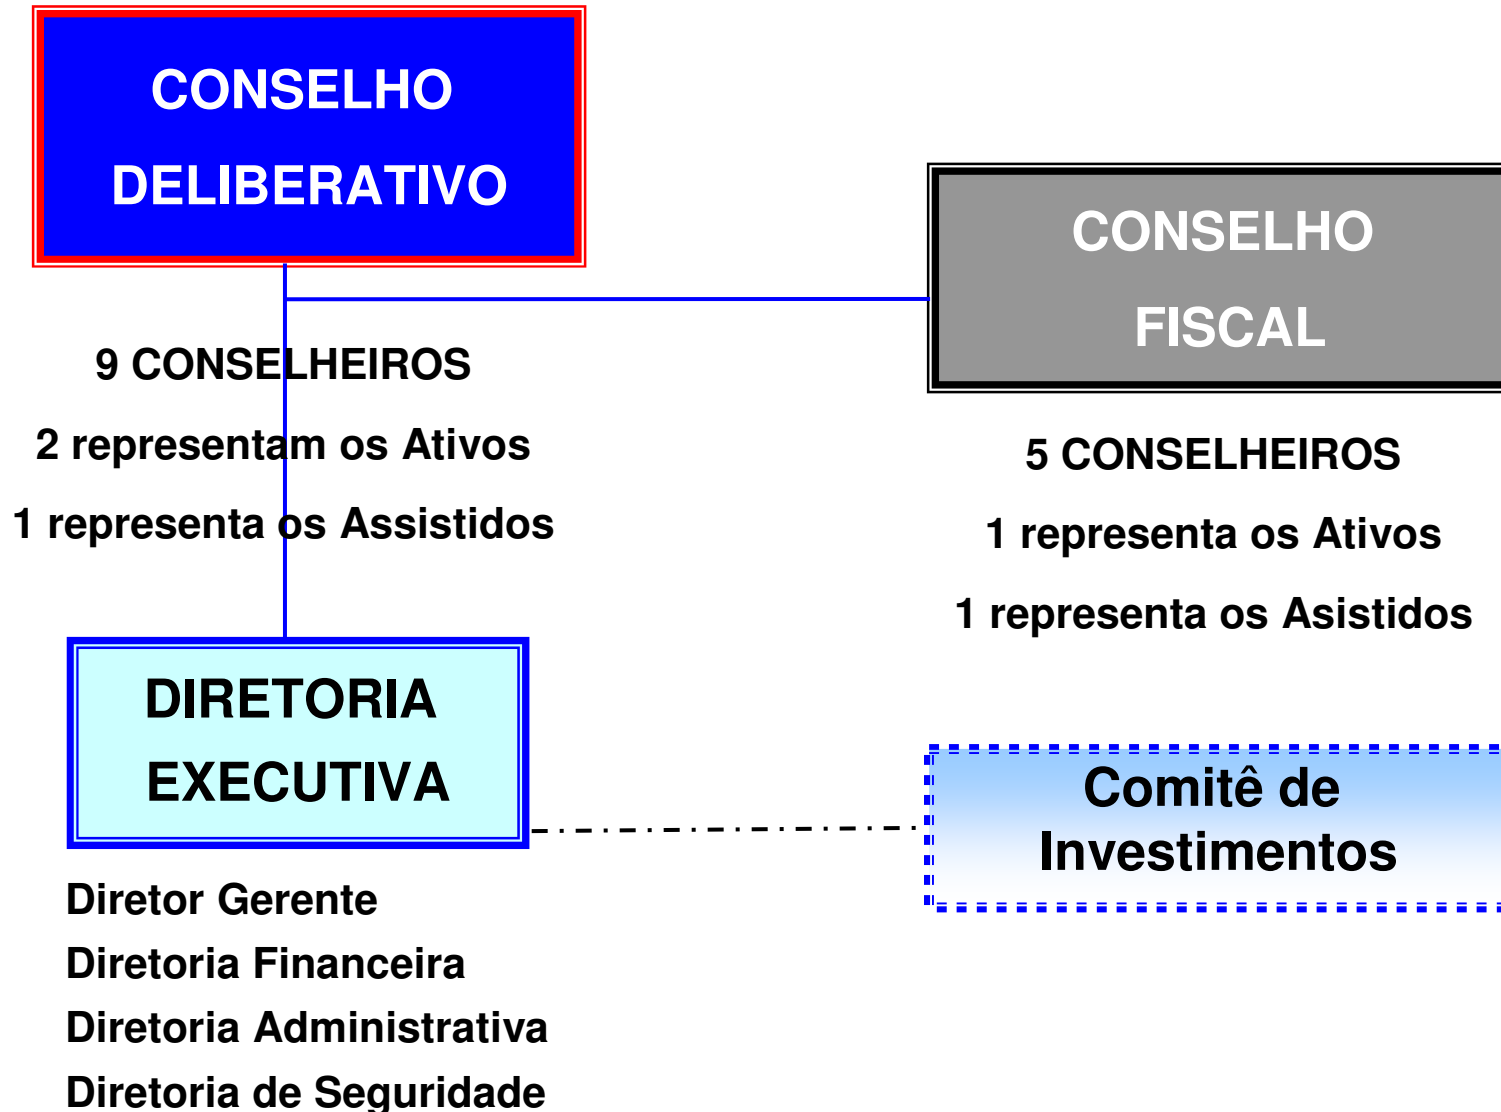 CONSELHO
DELIBERATIVO
9 CONSELHEIROS
2 representam os Ativos
1 representa os Assistidos
CONSELHO
FISCAL
5 CONSELHEIROS
1 representa os Ativos
1 representa os Asistidos
DIRETORIA
EXECUTIVA
Diretor Gerente
Diretoria Financeira
Diretoria Administrativa
Diretoria de Seguridade
Comitê de
Investimentos